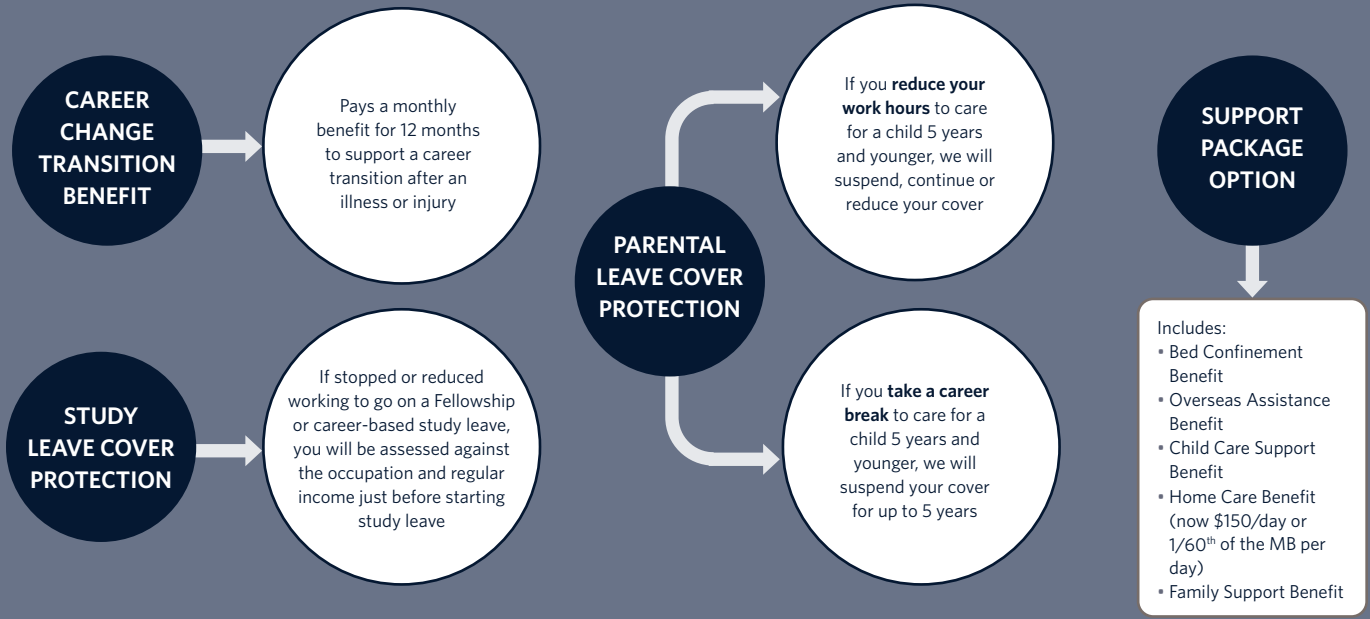 CAREER
CHANGE
TRANSITION
BENEFIT
Pays a monthly
benefit for 12 months
to support a career
transition after an
illness or injury
STUDY
LEAVE COVER
PROTECTION
If stopped or reduced
working to go on a Fellowship
or career-based study leave,
you will be assessed against
the occupation and regular
income just before starting
study leave
PARENTAL
LEAVE COVER
PROTECTION
If you reduce your
work hours to care
for a child 5 years
and younger, we will
suspend, continue or
reduce your cover
If you take a career
break to care for a
child 5 years and
younger, we will
suspend your cover
for up to 5 years
SUPPORT
PACKAGE
OPTION
Includes:
• Bed Confinement
Benefit
• Overseas Assistance
Benefit
• Child Care Support
Benefit
• Home Care Benefit
(now $150/day or
1/60th of the MB per
day)
• Family Support Benefit